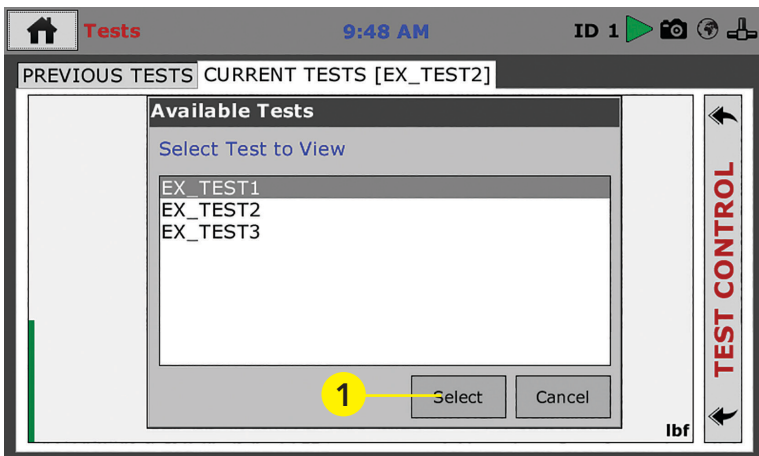 Tests 9:48 AM ID 1
PREVIOUS TESTS CURRENT TESTS [EX_TEST2]
Available Tests
Select Test to View
EX_TEST1
EX_TEST2
EX_TEST3
1 Select Cancel
lbf
TEST CONTROL